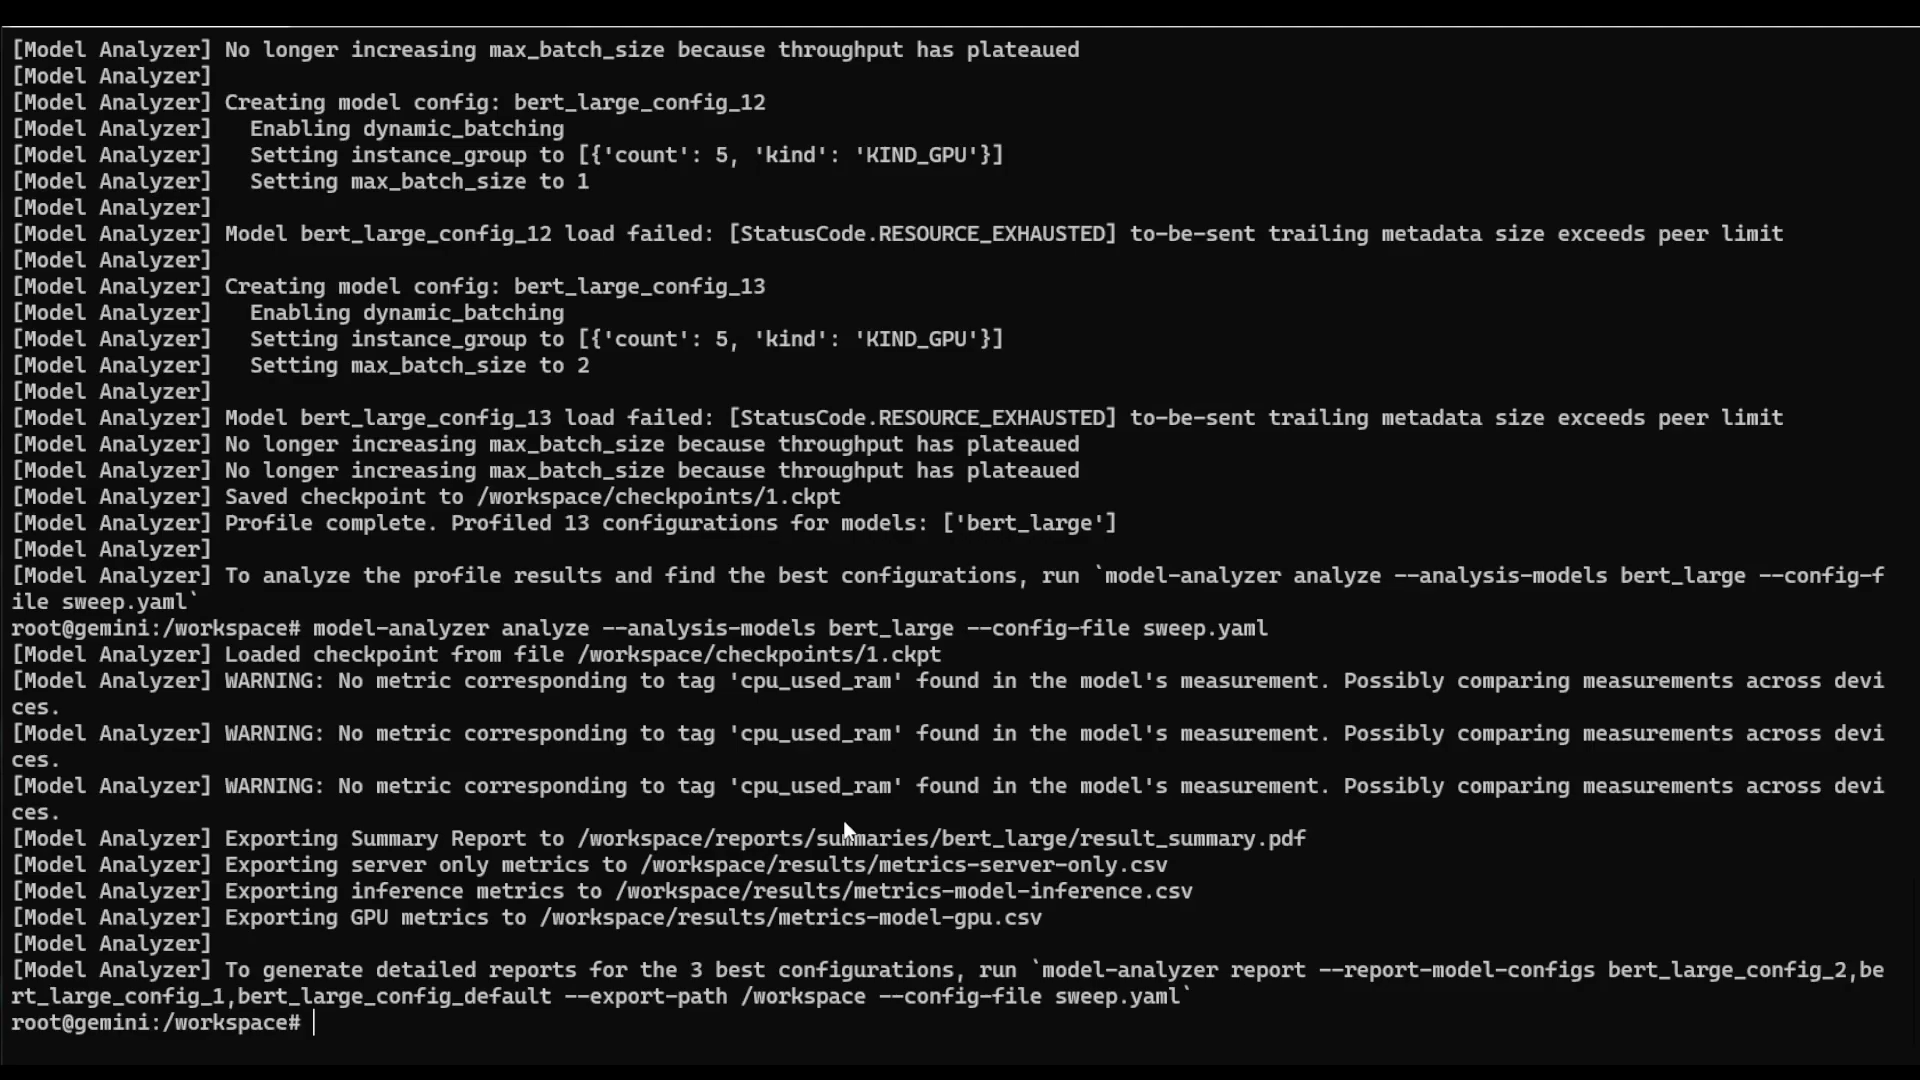 [Model Analyzer] No longer increasing max_batch_size because throughput has plateaued
[Model Analyzer]
[Model Analyzer] Creating model config: bert_large_config_12
[Model Analyzer]   Enabling dynamic_batching
[Model Analyzer]   Setting instance_group to [{'count': 5, 'kind': 'KIND_GPU'}]
[Model Analyzer]   Setting max_batch_size to 1
[Model Analyzer]
[Model Analyzer] Model bert_large_config_12 load failed: [StatusCode.RESOURCE_EXHAUSTED] to-be-sent trailing metadata size exceeds peer limit
[Model Analyzer]
[Model Analyzer] Creating model config: bert_large_config_13
[Model Analyzer]   Enabling dynamic_batching
[Model Analyzer]   Setting instance_group to [{'count': 5, 'kind': 'KIND_GPU'}]
[Model Analyzer]   Setting max_batch_size to 2
[Model Analyzer]
[Model Analyzer] Model bert_large_config_13 load failed: [StatusCode.RESOURCE_EXHAUSTED] to-be-sent trailing metadata size exceeds peer limit
[Model Analyzer] No longer increasing max_batch_size because throughput has plateaued
[Model Analyzer] No longer increasing max_batch_size because throughput has plateaued
[Model Analyzer] Saved checkpoint to /workspace/checkpoints/1.ckpt
[Model Analyzer] Profile complete. Profiled 13 configurations for models: ['bert_large']
[Model Analyzer]
[Model Analyzer] To analyze the profile results and find the best configurations, run `model-analyzer analyze --analysis-models bert_large --config-f
ile sweep.yaml`
root@gemini:/workspace# model-analyzer analyze --analysis-models bert_large --config-file sweep.yaml
[Model Analyzer] Loaded checkpoint from file /workspace/checkpoints/1.ckpt
[Model Analyzer] WARNING: No metric corresponding to tag 'cpu_used_ram' found in the model's measurement. Possibly comparing measurements across devi
ces.
[Model Analyzer] WARNING: No metric corresponding to tag 'cpu_used_ram' found in the model's measurement. Possibly comparing measurements across devi
ces.
[Model Analyzer] WARNING: No metric corresponding to tag 'cpu_used_ram' found in the model's measurement. Possibly comparing measurements across devi
ces.
[Model Analyzer] Exporting Summary Report to /workspace/reports/summaries/bert_large/result_summary.pdf
[Model Analyzer] Exporting server only metrics to /workspace/results/metrics-server-only.csv
[Model Analyzer] Exporting inference metrics to /workspace/results/metrics-model-inference.csv
[Model Analyzer] Exporting GPU metrics to /workspace/results/metrics-model-gpu.csv
[Model Analyzer]
[Model Analyzer] To generate detailed reports for the 3 best configurations, run `model-analyzer report --report-model-configs bert_large_config_2,be
rt_large_config_1,bert_large_config_default --export-path /workspace --config-file sweep.yaml`
root@gemini:/workspace#